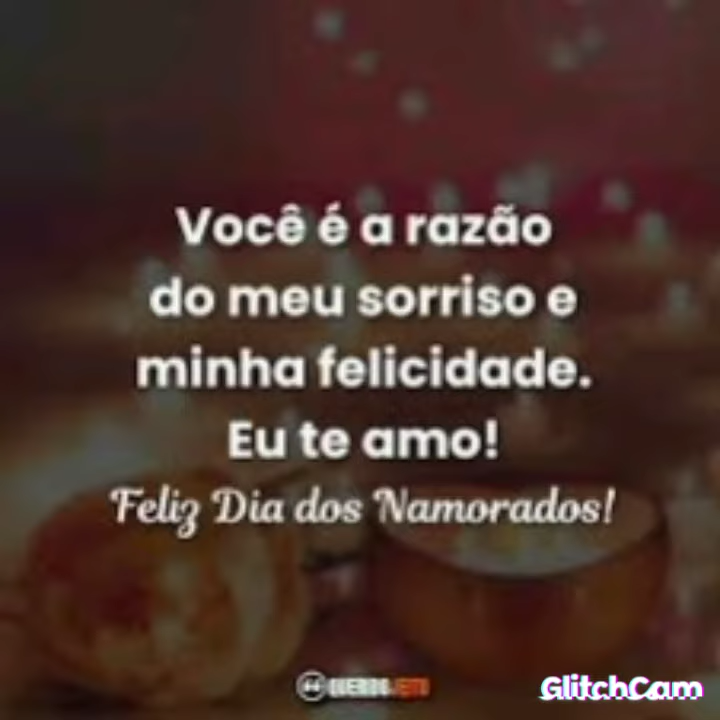 Você é a razão
do meu sorriso e
minha felicidade.
Eu te amo!
Feliz Dia dos Namorados!
GlitchCam